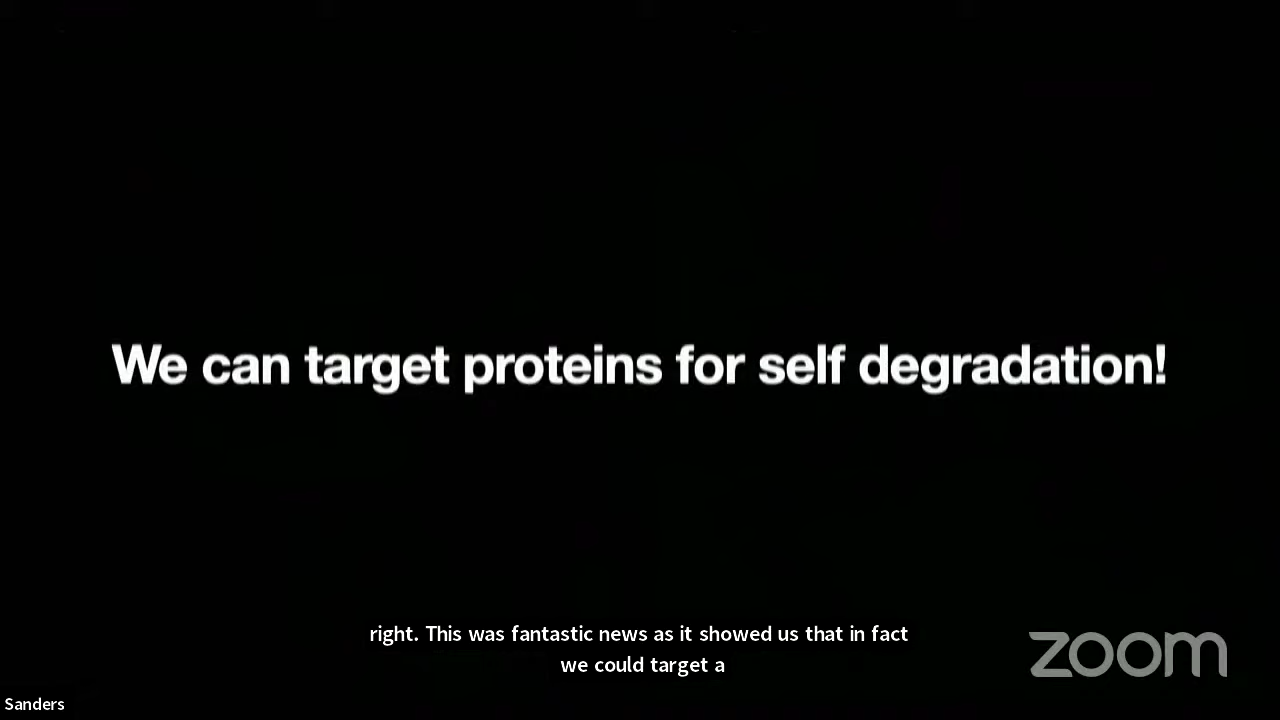 We can target proteins for self degradation!
right. This was fantastic news as it showed us that in fact
we could target a
zoom
Sanders